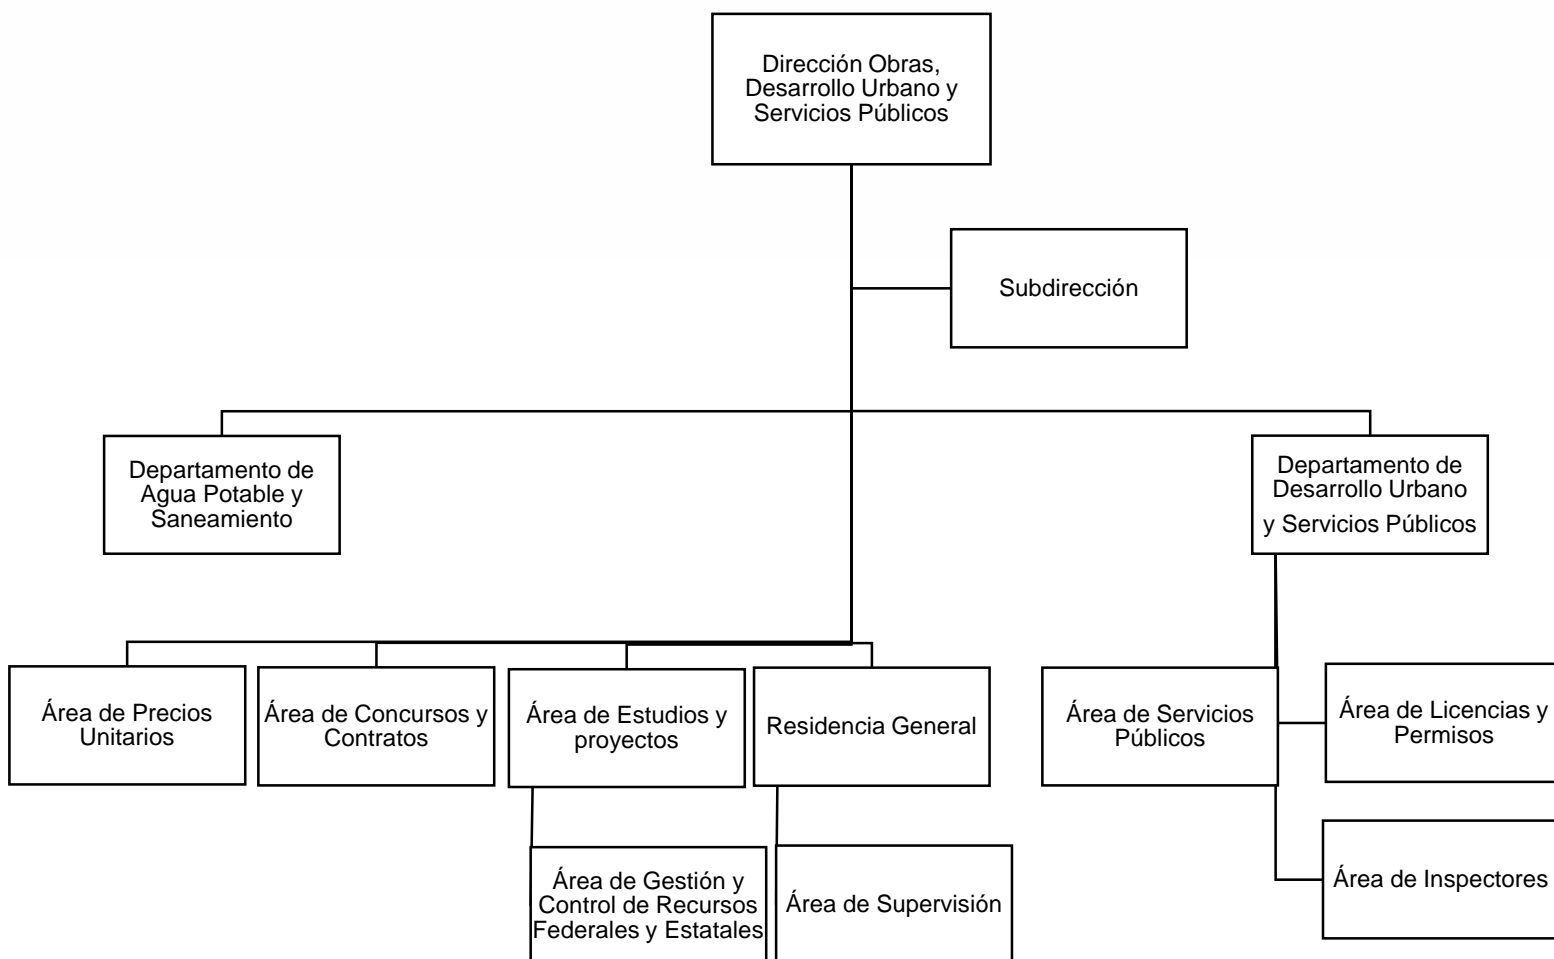 Dirección Obras,
Desarrollo Urbano y
Servicios Públicos
Subdirección
Departamento de
Agua Potable y
Saneamiento
Departamento de
Desarrollo Urbano
y Servicios Públicos
Área de Precios
Unitarios
Área de Concursos y
Contratos
Área de Estudios y
proyectos
Residencia General
Área de Servicios
Públicos
Área de Licencias y
Permisos
Área de Gestión y
Control de Recursos
Federales y Estatales
Área de Supervisión
Área de Inspectores